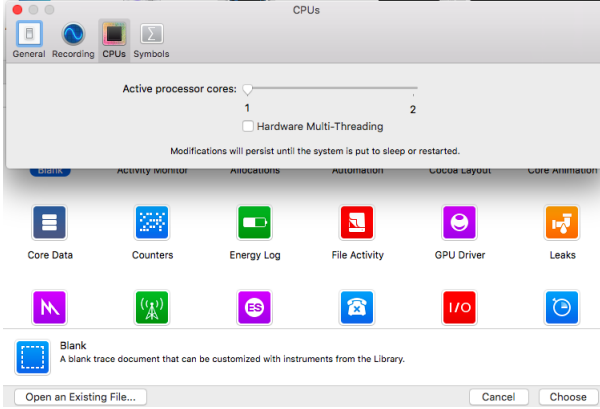 CPUs
General Recording CPUs Symbols
Active processor cores:
1 2
Hardware Multi-Threading
Modifications will persist until the system is put to sleep or restarted.
Blank Activity Monitor Allocations Automation Cocoa Layout Core Animation
Core Data Counters Energy Log File Activity GPU Driver Leaks
ES I/O
Blank
A blank trace document that can be customized with instruments from the Library.
Open an Existing File... Cancel Choose